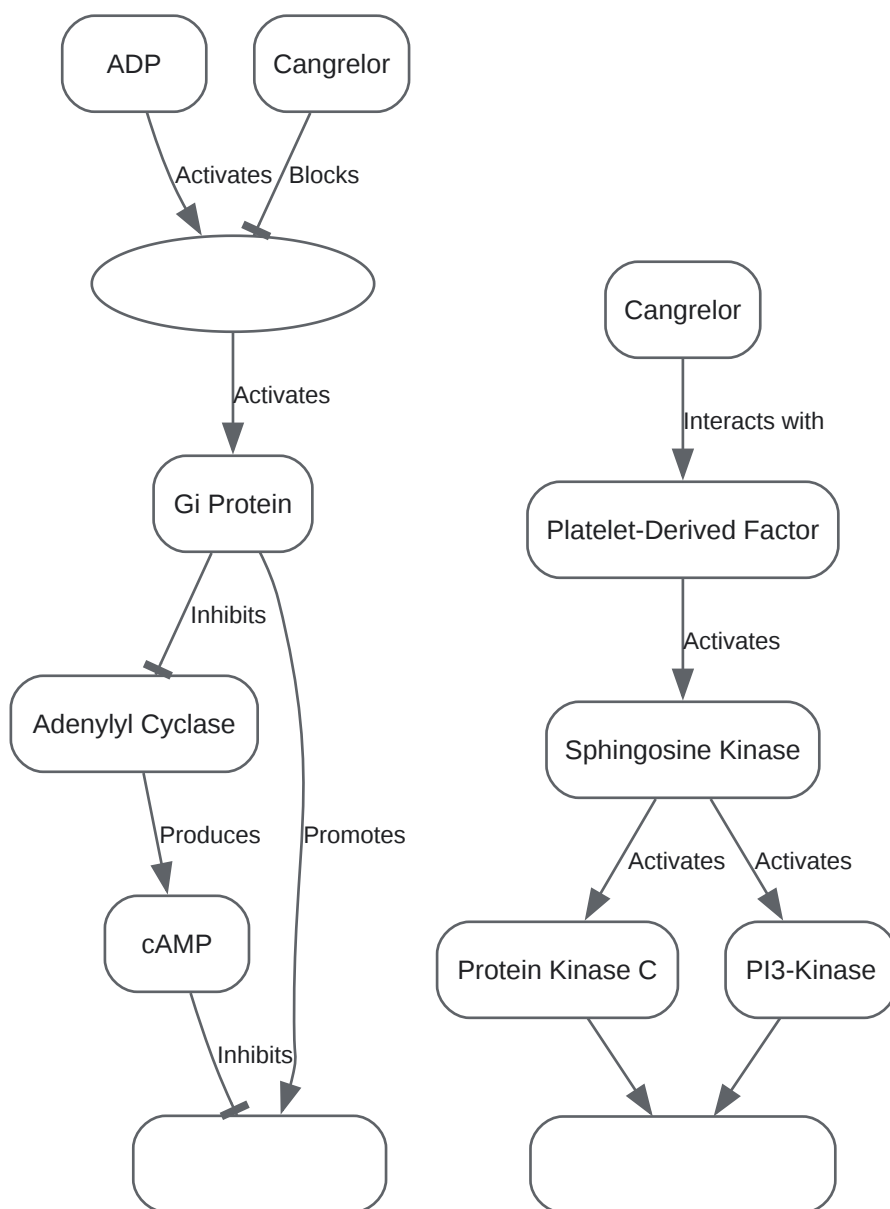 ADP
Cangrelor
Activates
Blocks
Activates
Gi Protein
Inhibits
Adenylyl Cyclase
Produces
Promotes
cAMP
Inhibits
Cangrelor
Interacts with
Platelet-Derived Factor
Activates
Sphingosine Kinase
Activates
Activates
Protein Kinase C
PI3-Kinase